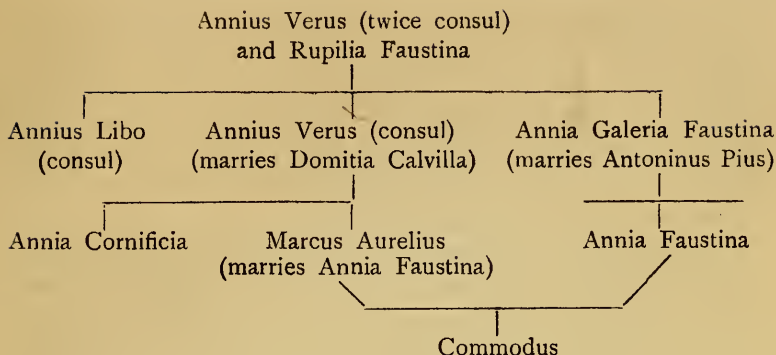 Annius Verus (twice consul)
and Rupilia Faustina
Annius Libo
(consul)
Annius Verus (consul)
(marries Domitia Calvilla)
Annia Galeria Faustina
(marries Antoninus Pius)
Annia Cornificia
Marcus Aurelius
(marries Annia Faustina)
Annia Faustina
Commodus